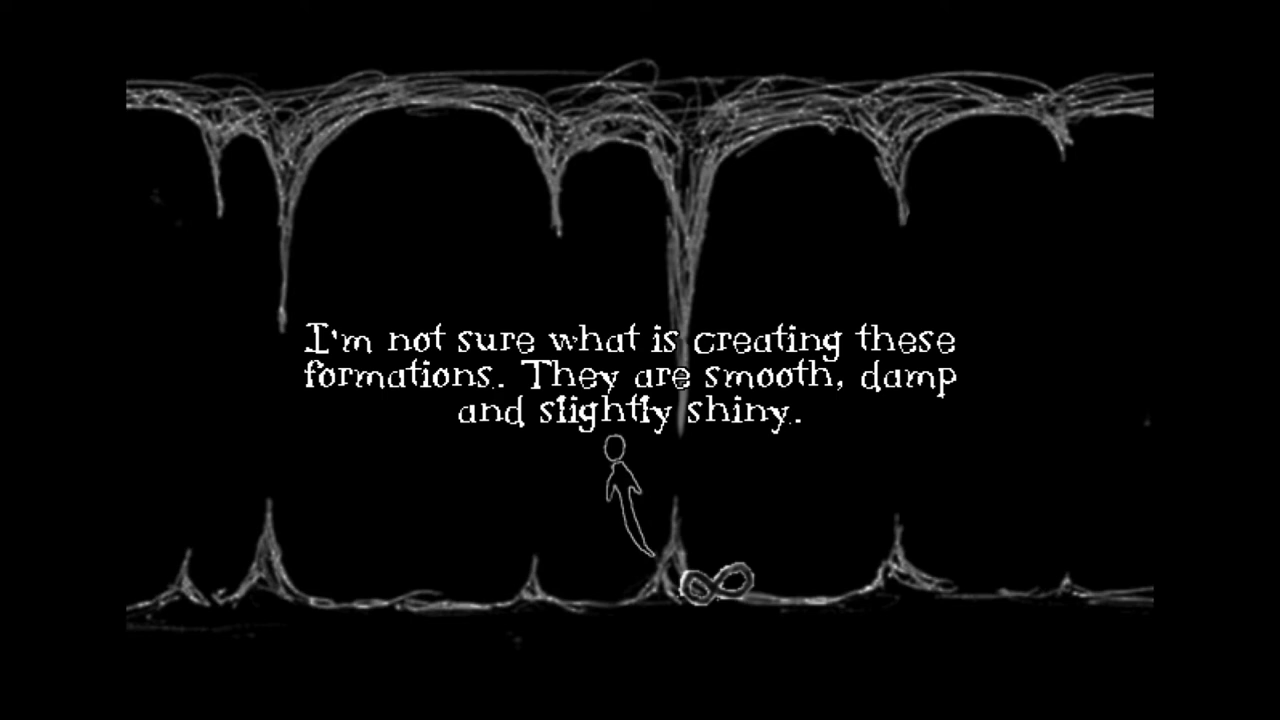 I'm not sure what is creating these
formations. They are smooth, damp
and slightly shiny.